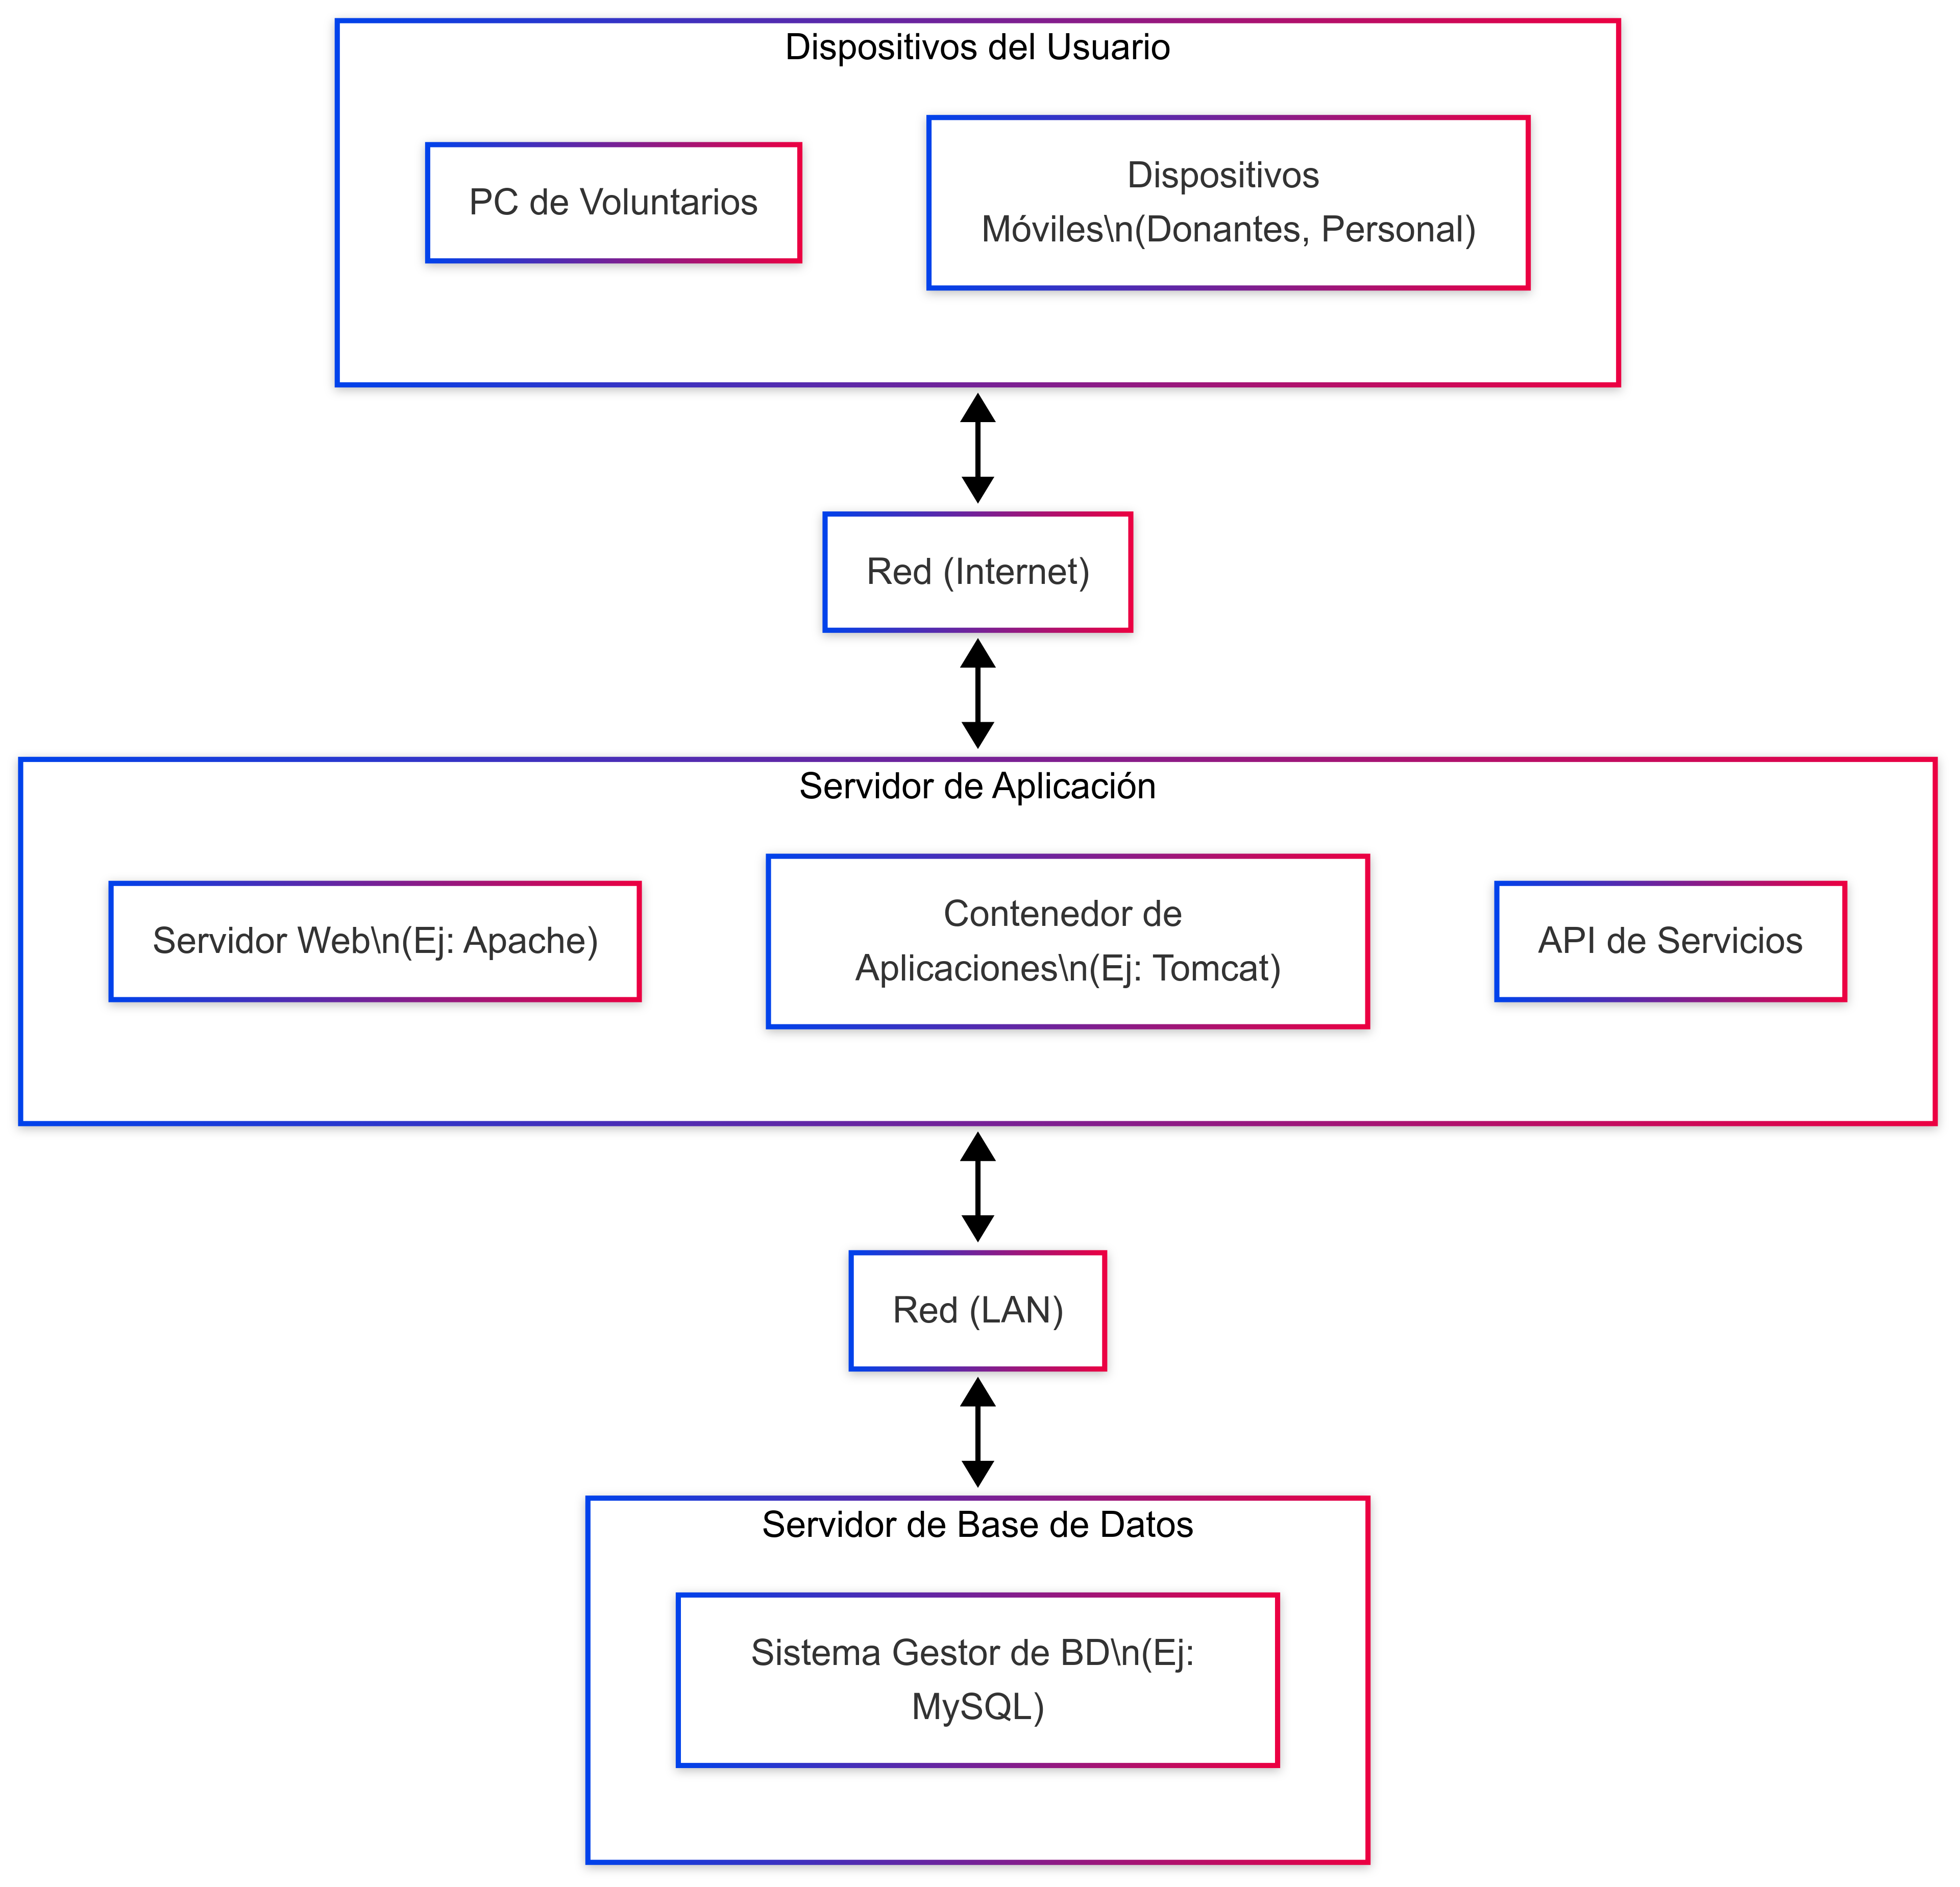 Dispositivos del Usuario
PC de Voluntarios
Dispositivos
Móviles\n(Donantes, Personal)
Red (Internet)
Servidor de Aplicación
Servidor Web\n(Ej: Apache)
Contenedor de
Aplicaciones\n(Ej: Tomcat)
API de Servicios
Red (LAN)
Servidor de Base de Datos
Sistema Gestor de BD\n(Ej:
MySQL)